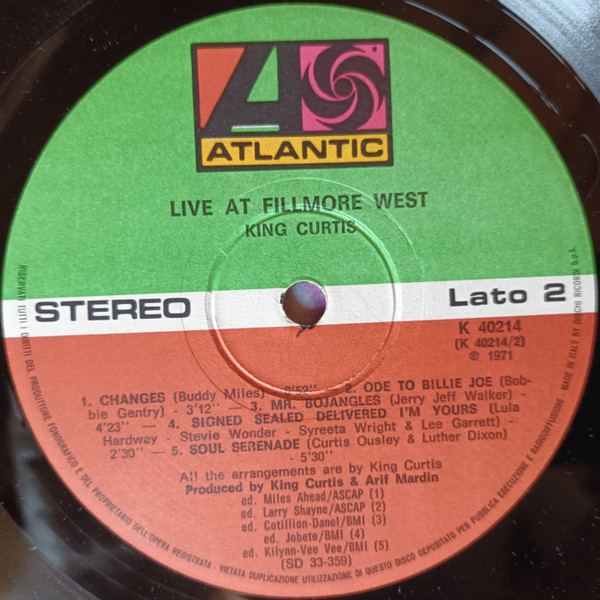 ATLANTIC
LIVE AT FILLMORE WEST
KING CURTIS
STEREO
Lato 2
K 40214
(K 40214/2)
℗ 1971
1. CHANGES (Buddy Miles) - 8'52" — 2. ODE TO BILLIE JOE (Bob-
bie Gentry) - 3'12" — 3. MR. BOJANGLES (Jerry Jeff Walker) -
4'23" — 4. SIGNED SEALED DELIVERED I'M YOURS (Lula
Hardway - Stevie Wonder - Syreeta Wright & Lee Garrett) -
2'30" — 5. SOUL SERENADE (Curtis Ousley & Luther Dixon)
- 5'30"
All the arrangements are by King Curtis
Produced by King Curtis & Arif Mardin
ed. Miles Ahead/ASCAP (1)
ed. Larry Shayne/ASCAP (2)
ed. Cotillion-Danel/BMI (3)
ed. Jobete/BMI (4)
ed. Kilynn-Vee Vee/BMI (5)
(SD 33-359)
RISERVATI TUTTI I DIRITTI DEL PRODUTTORE FONOGRAFICO E DEL PROPRIETARIO DELL'OPERA REGISTRATA - VIETATA DUPLICAZIONE UTILIZZAZIONE DI QUESTO DISCO DEPOSITATO PER PUBBLICA ESECUZIONE E RADIODIFFUSIONE - MADE IN ITALY BY DISCHI RICORDI S.p.A.